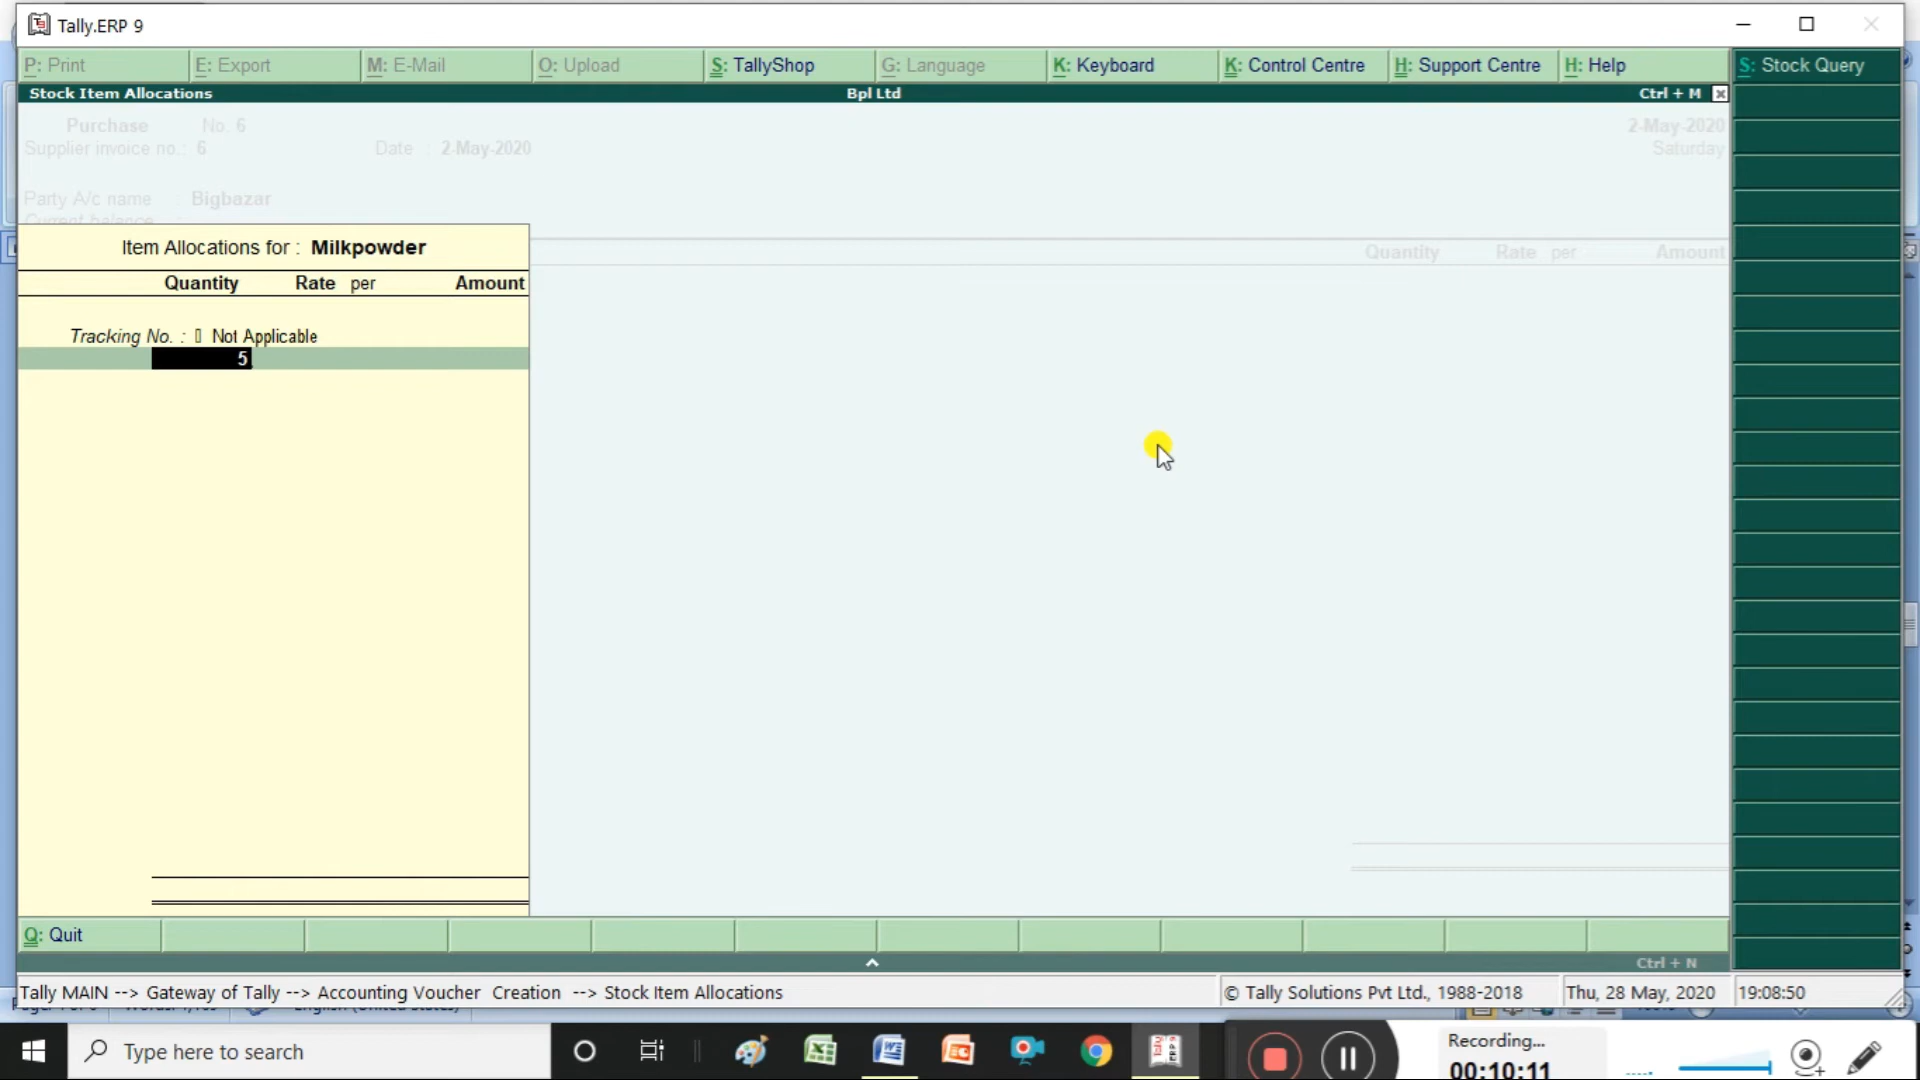 Tally.ERP 9
P: Print E: Export M: E-Mail O: Upload S: TallyShop G: Language K: Keyboard K: Control Centre H: Support Centre H: Help S: Stock Query
Stock Item Allocations Bpl Ltd Ctrl + M
Purchase No. 6 2-May-2020
Supplier invoice no.: 6 Date : 2-May-2020 Saturday
Party A/c name : Bigbazar
Current balance :
Item Allocations for : Milkpowder
Quantity Rate per Amount
Quantity Rate per Amount
Tracking No. : Not Applicable
5
Q: Quit
Ctrl + N
Tally MAIN --> Gateway of Tally --> Accounting Voucher Creation --> Stock Item Allocations © Tally Solutions Pvt Ltd., 1988-2018 Thu, 28 May, 2020 19:08:50
Type here to search
Recording...
00:10:11